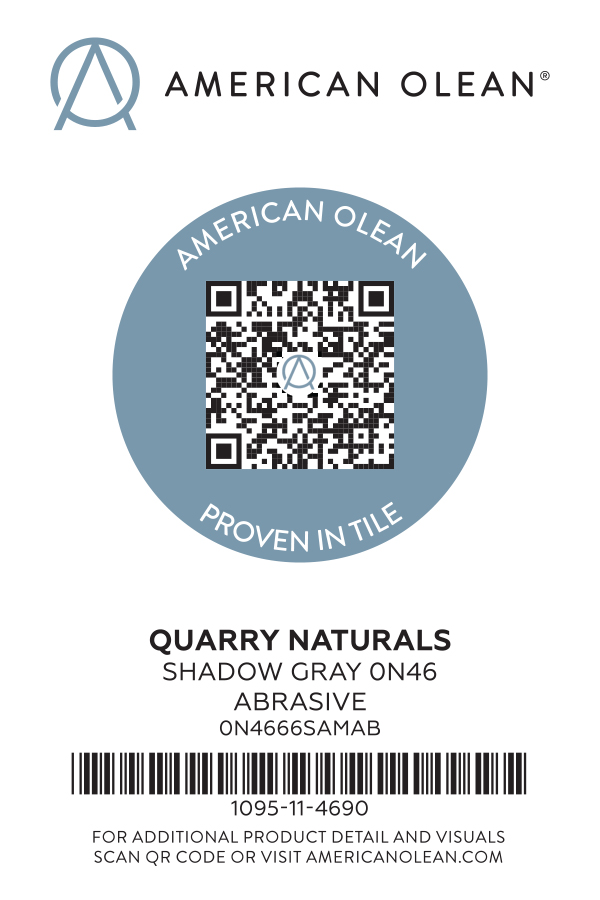 AMERICAN OLEAN®
AMERICAN OLEAN
PROVEN IN TILE
QUARRY NATURALS
SHADOW GRAY 0N46
ABRASIVE
0N4666SAMAB
1095-11-4690
FOR ADDITIONAL PRODUCT DETAIL AND VISUALS
SCAN QR CODE OR VISIT AMERICANOLEAN.COM